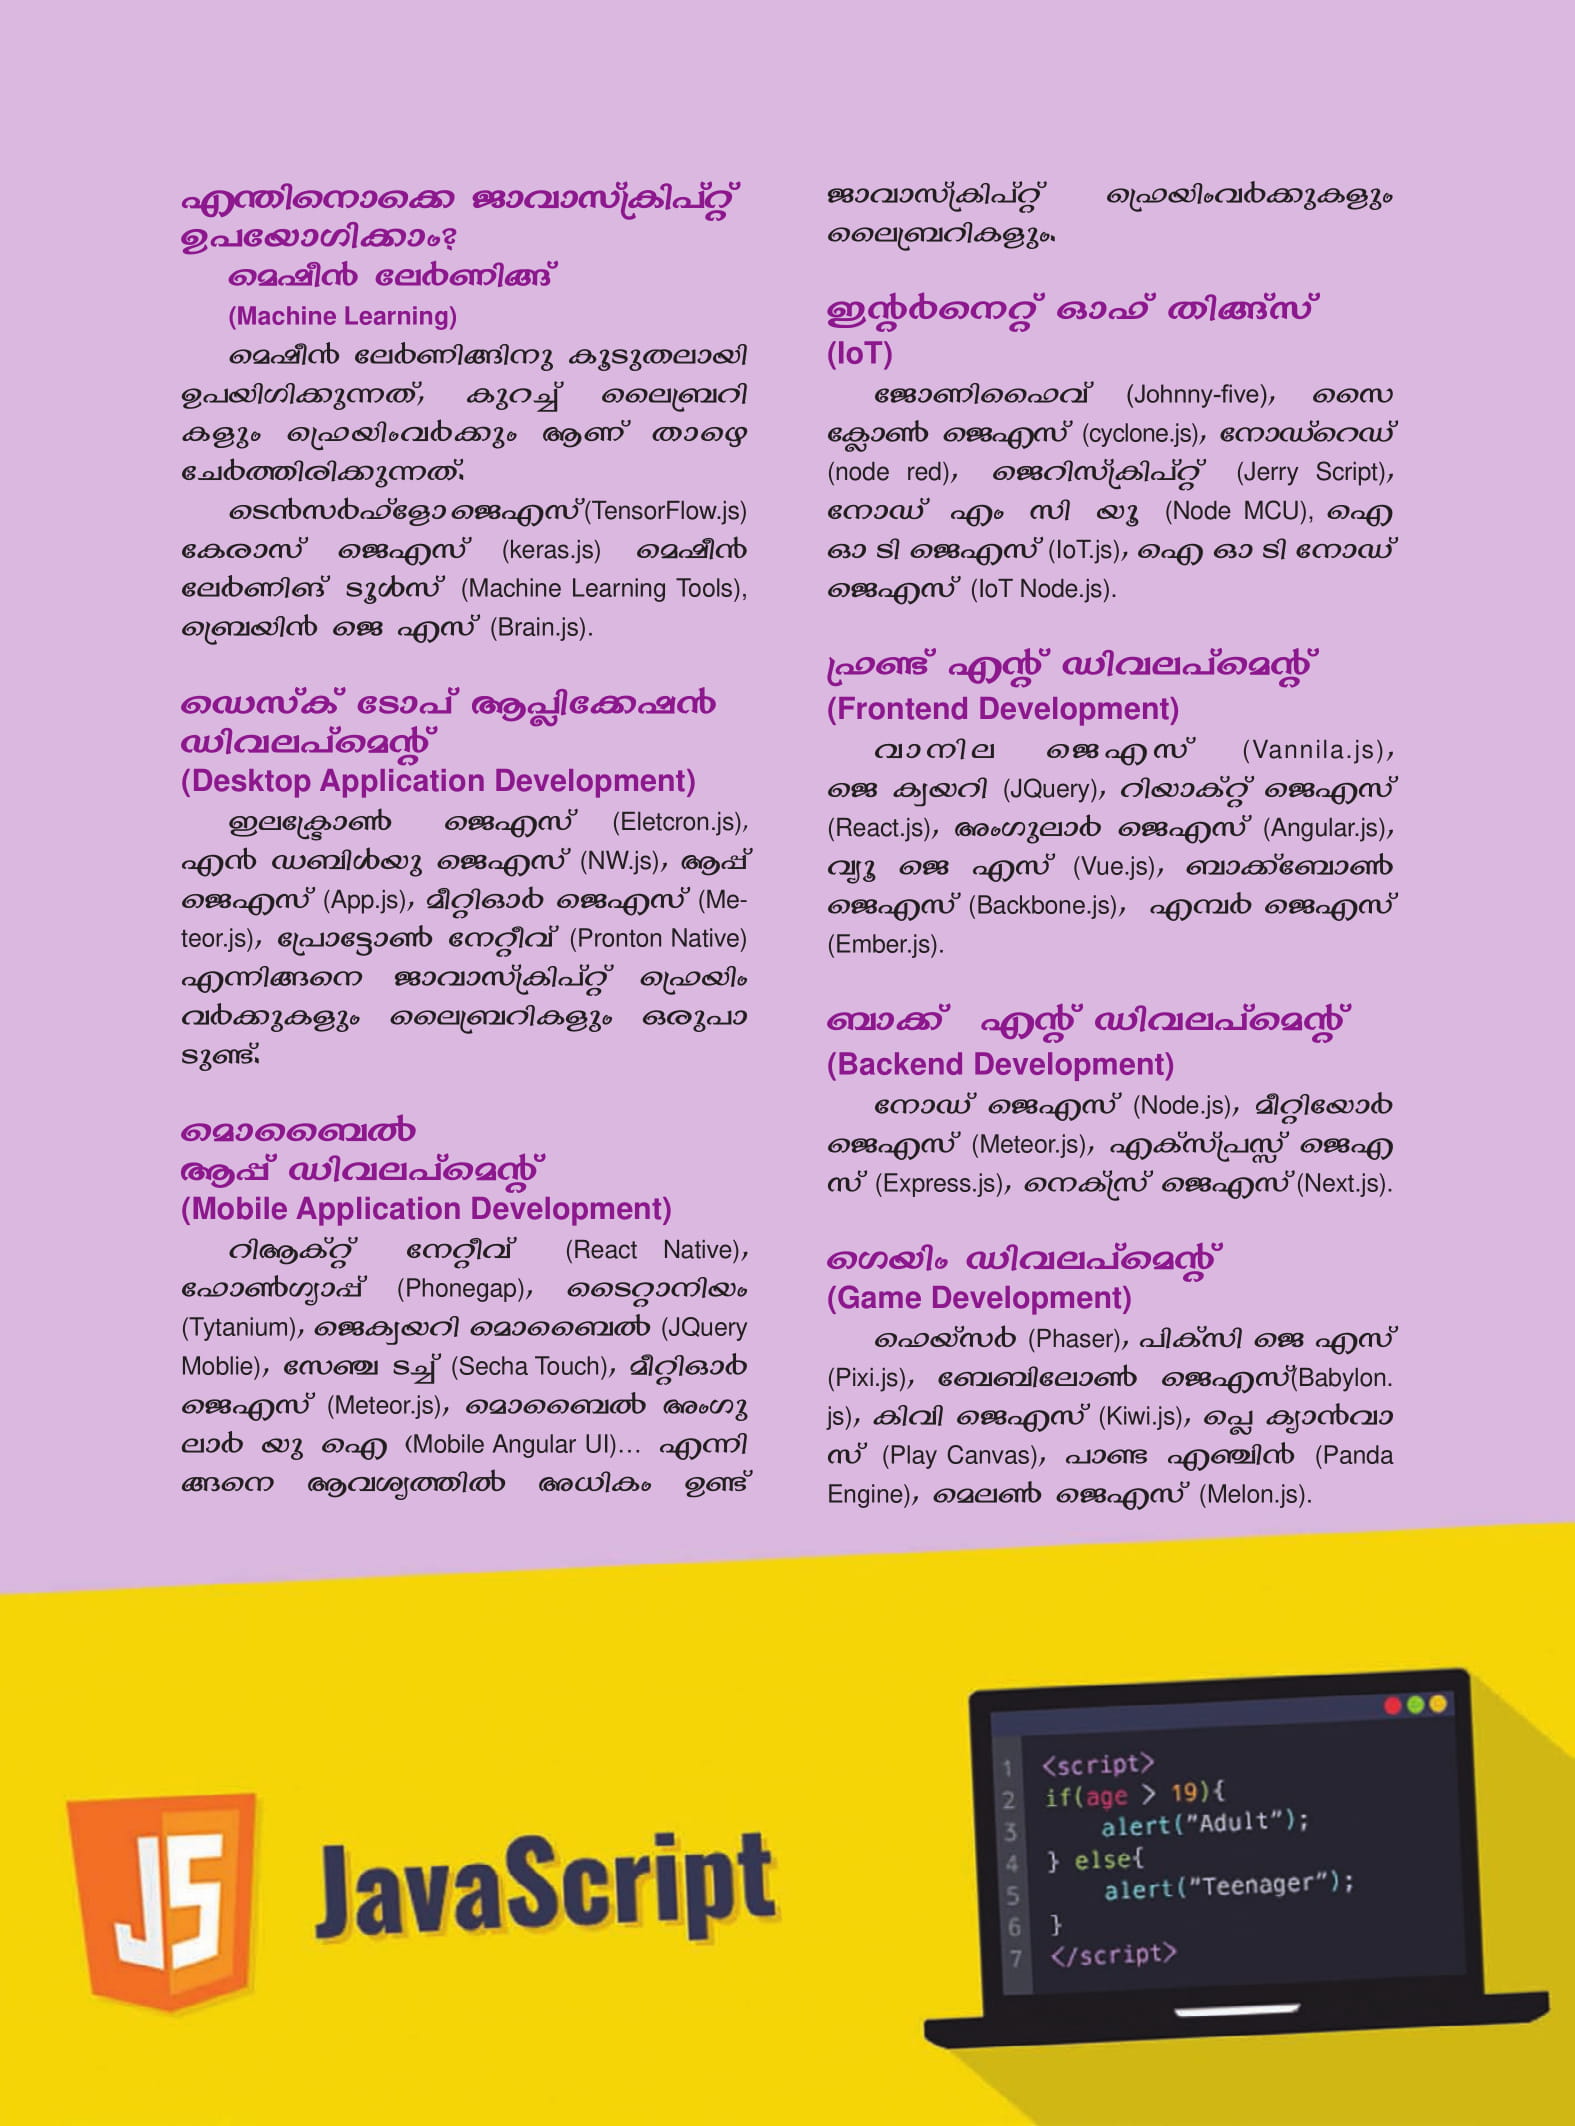 എന്തിനൊക്കെ ജാവാസ്ക്രിപ്റ്റ്
ഉപയോഗിക്കാം?
മെഷീൻ ലേർണിങ്ങ്
(Machine Learning)
മെഷീൻ ലേർണിങ്ങിനു കൂടുതലായി
ഉപയിഗിക്കുന്നത്, കുറച്ച് ലൈബ്രറി
കളും ഫ്രെയിംവർക്കും ആണ് താഴെ
ചേർത്തിരിക്കുന്നത്.
ടെൻസർഫ്ളോ ജെഎസ് (TensorFlow.js)
കേരാസ് ജെഎസ് (keras.js) മെഷീൻ
ലേർണിങ് ടൂൾസ് (Machine Learning Tools),
ബ്രെയിൻ ജെ എസ് (Brain.js).
ഡെസ്ക് ടോപ് ആപ്ലിക്കേഷൻ
ഡിവലപ്മെന്റ്
(Desktop Application Development)
ഇലക്ട്രോൺ ജെഎസ് (Eletcron.js),
എൻ ഡബിൾയു ജെഎസ് (NW.js), ആപ്പ്
ജെഎസ് (App.js), മീറ്റിഓർ ജെഎസ് (Me-
teor.js), പ്രോട്ടോൺ നേറ്റീവ് (Pronton Native)
എന്നിങ്ങനെ ജാവാസ്ക്രിപ്റ്റ് ഫ്രെയിം
വർക്കുകളും ലൈബ്രറികളും ഒരുപാ
ടുണ്ട്.
മൊബൈൽ
ആപ്പ് ഡിവലപ്മെന്റ്
(Mobile Application Development)
റിആക്റ്റ് നേറ്റീവ് (React Native),
ഫോൺഗ്യാപ്പ് (Phonegap), ടൈറ്റാനിയം
(Tytanium), ജെക്വയറി മൊബൈൽ (JQuery
Moblie), സേഞ്ച ടച്ച് (Secha Touch), മീറ്റിഓർ
ജെഎസ് (Meteor.js), മൊബൈൽ അംഗു
ലാർ യു ഐ (Mobile Angular UI)... എന്നി
ങ്ങനെ ആവശ്യത്തിൽ അധികം ഉണ്ട്
ജാവാസ്ക്രിപ്റ്റ് ഫ്രെയിംവർക്കുകളും
ലൈബ്രറികളും.
ഇന്റർനെറ്റ് ഓഫ് തിങ്ങ്സ്
(IoT)
ജോണിഫൈവ് (Johnny-five), സൈ
ക്ലോൺ ജെഎസ് (cyclone.js), നോഡ്റെഡ്
(node red), ജെറിസ്ക്രിപ്റ്റ് (Jerry Script),
നോഡ് എം സി യൂ (Node MCU), ഐ
ഓ ടി ജെഎസ് (IoT.js), ഐ ഓ ടി നോഡ്
ജെഎസ് (IoT Node.js).
ഫ്രണ്ട് എന്റ് ഡിവലപ്മെന്റ്
(Frontend Development)
വാനില ജെഎസ് (Vannila.js),
ജെ ക്വയറി (JQuery), റിയാക്റ്റ് ജെഎസ്
(React.js), അംഗുലാർ ജെഎസ് (Angular.js),
വ്യൂ ജെ എസ് (Vue.js), ബാക്ക്ബോൺ
ജെഎസ് (Backbone.js), എമ്പർ ജെഎസ്
(Ember.js).
ബാക്ക് എന്റ് ഡിവലപ്മെന്റ്
(Backend Development)
നോഡ് ജെഎസ് (Node.js), മീറ്റിയോർ
ജെഎസ് (Meteor.js), എക്സ്പ്രസ്സ് ജെഎ
സ് (Express.js), നെക്സ്റ ജെഎസ് (Next.js).
ഗെയിം ഡിവലപ്മെന്റ്
(Game Development)
ഫെയ്സർ (Phaser), പിക്സി ജെ എസ്
(Pixi.js), ബേബിലോൺ ജെഎസ്(Babylon.
js), കിവി ജെഎസ് (Kiwi.js), പ്ലെ ക്യാൻവാ
സ് (Play Canvas), പാണ്ട എഞ്ചിൻ (Panda
Engine), മെലൺ ജെഎസ് (Melon.js).
JS
JavaScript
1 <script>
2 if(age > 19){
3 alert("Adult");
4 } else{
5 alert("Teenager");
6 }
7 </script>